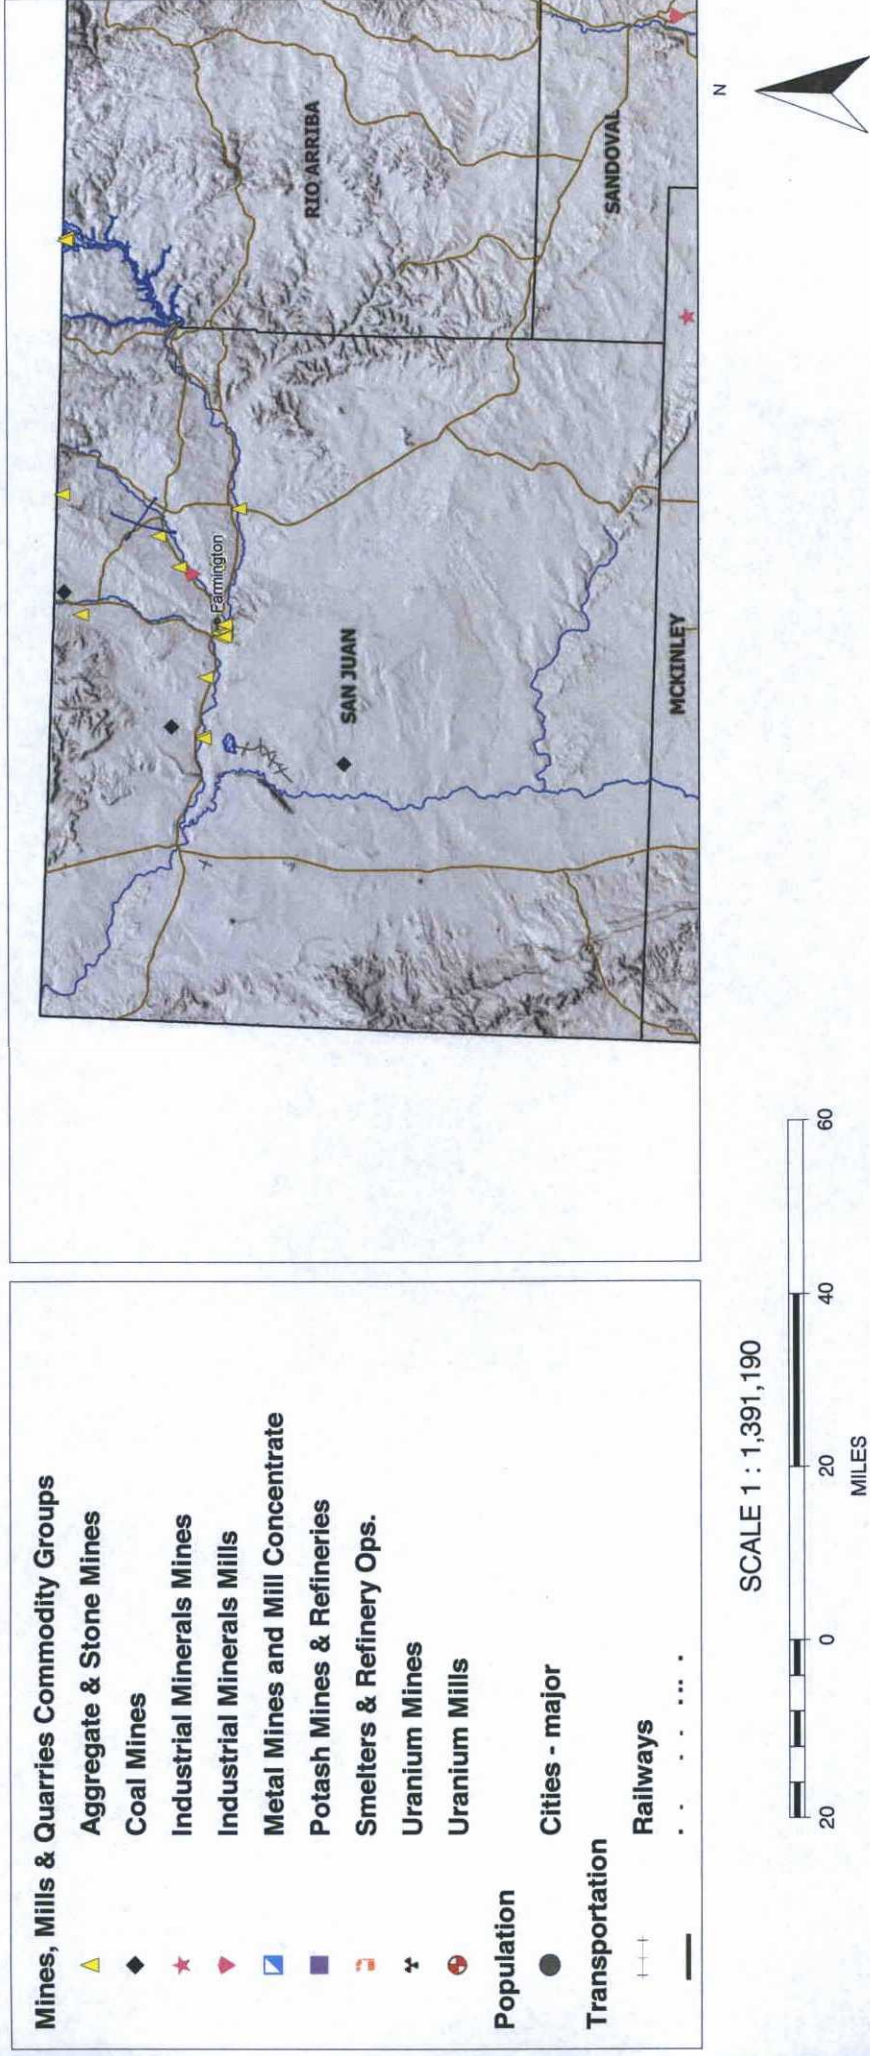 Mines, Mills & Quarries Commodity Groups
Aggregate & Stone Mines
Coal Mines
Industrial Minerals Mines
Industrial Minerals Mills
Metal Mines and Mill Concentrate
Potash Mines & Refineries
Smelters & Refinery Ops.
Uranium Mines
Uranium Mills
Population
Cities - major
Transportation
Railways
Farmington
SAN JUAN
RIO ARRIBA
SANDOVAL
MCKINLEY
N
SCALE 1 : 1,391,190
20 0 20 40 60
MILES